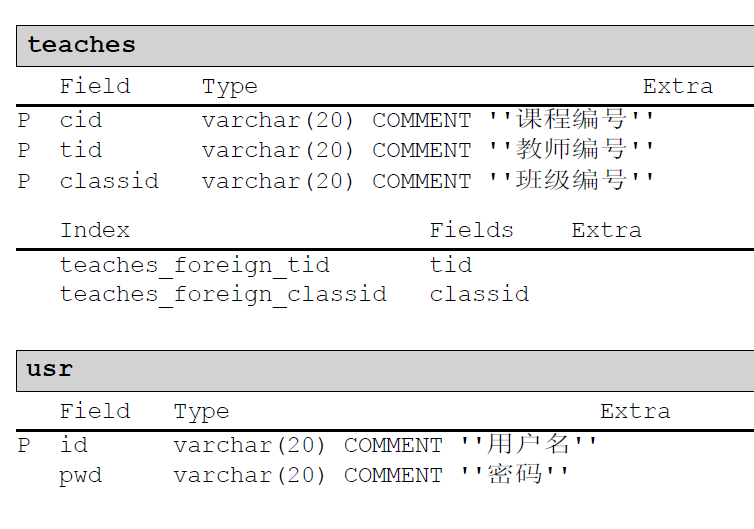 teaches
Field Type Extra
P cid varchar(20) COMMENT ''课程编号''
P tid varchar(20) COMMENT ''教师编号''
P classid varchar(20) COMMENT ''班级编号''
Index Fields Extra
teaches_foreign_tid tid
teaches_foreign_classid classid
usr
Field Type Extra
P id varchar(20) COMMENT ''用户名''
pwd varchar(20) COMMENT ''密码''